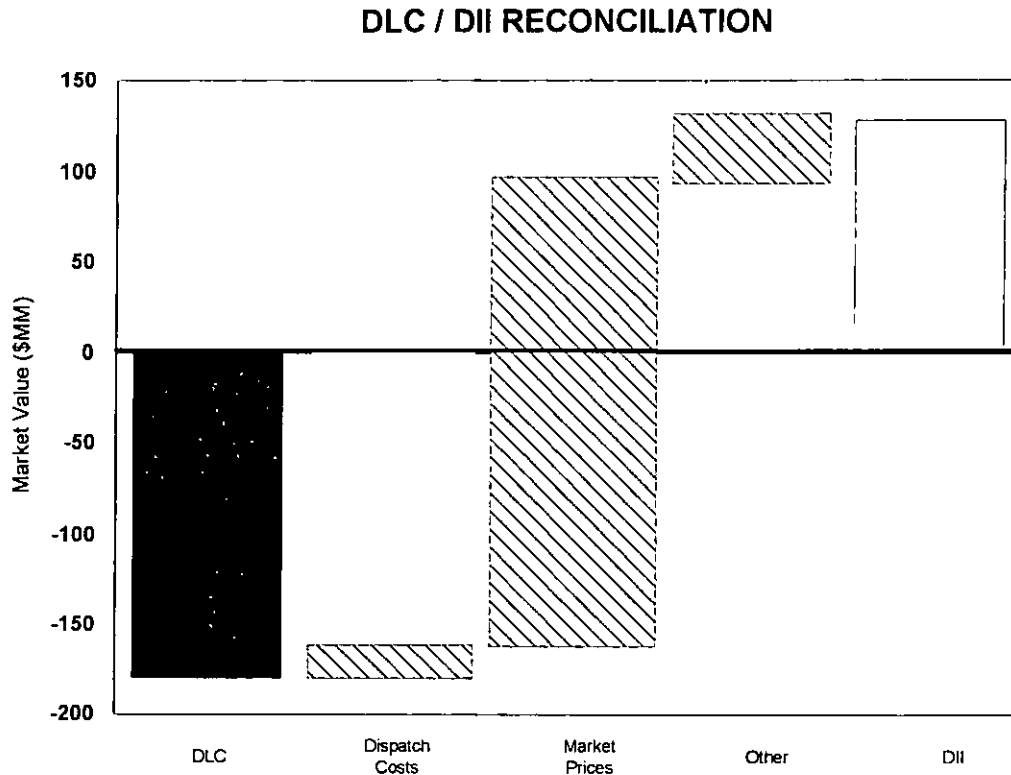 DLC / DII RECONCILIATION
Market Value ($MM)
150
100
50
0
-50
-100
-150
-200
DLC
Dispatch
Costs
Market
Prices
Other
DII